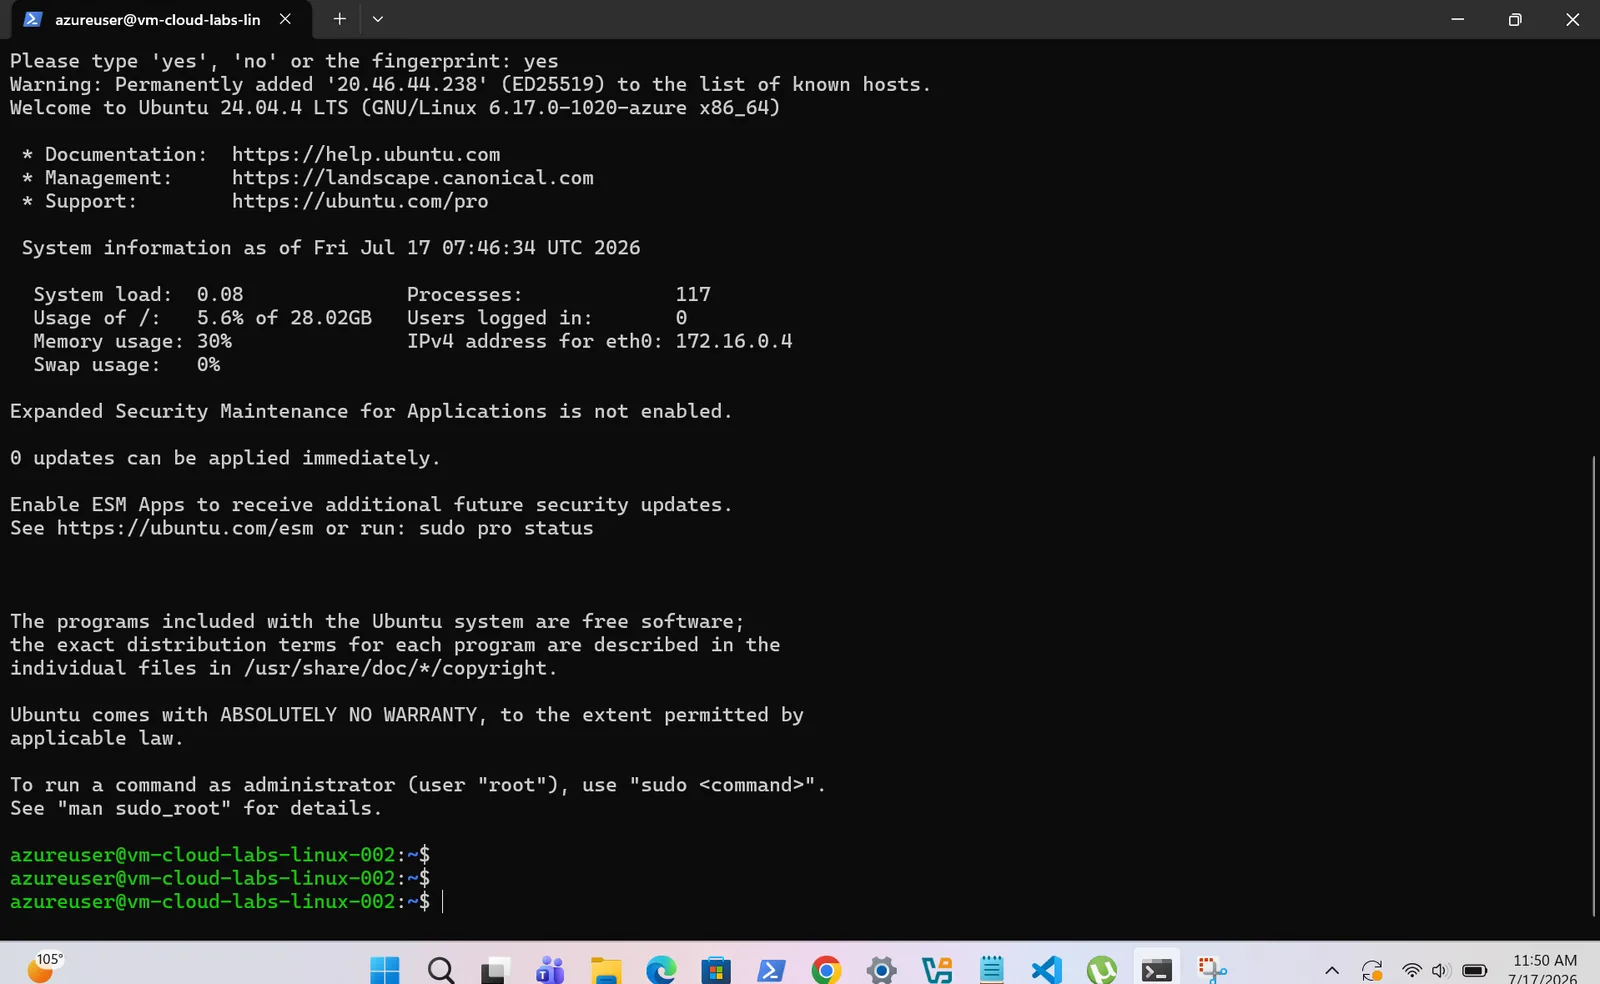 azureuser@vm-cloud-labs-lin
Please type 'yes', 'no' or the fingerprint: yes
Warning: Permanently added '20.46.44.238' (ED25519) to the list of known hosts.
Welcome to Ubuntu 24.04.4 LTS (GNU/Linux 6.17.0-1020-azure x86_64)
* Documentation:  https://help.ubuntu.com
* Management:     https://landscape.canonical.com
* Support:        https://ubuntu.com/pro
System information as of Fri Jul 17 07:46:34 UTC 2026
System load:  0.08              Processes:             117
Usage of /:   5.6% of 28.02GB   Users logged in:       0
Memory usage: 30%               IPv4 address for eth0: 172.16.0.4
Swap usage:   0%
Expanded Security Maintenance for Applications is not enabled.
0 updates can be applied immediately.
Enable ESM Apps to receive additional future security updates.
See https://ubuntu.com/esm or run: sudo pro status
The programs included with the Ubuntu system are free software;
the exact distribution terms for each program are described in the
individual files in /usr/share/doc/*/copyright.
Ubuntu comes with ABSOLUTELY NO WARRANTY, to the extent permitted by
applicable law.
To run a command as administrator (user "root"), use "sudo <command>".
See "man sudo_root" for details.
azureuser@vm-cloud-labs-linux-002:~$
azureuser@vm-cloud-labs-linux-002:~$
azureuser@vm-cloud-labs-linux-002:~$
105°
11:50 AM
7/17/2026